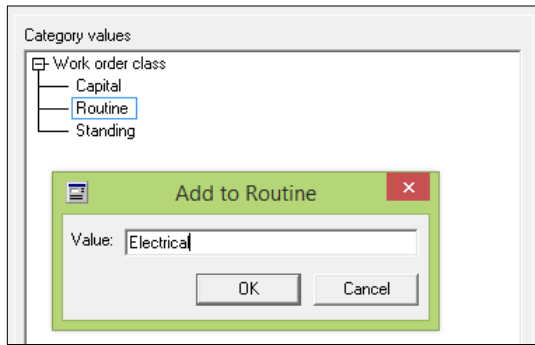 Category values
Work order class
Capital
Routine
Standing
Add to Routine
Value: Electrical
OK Cancel